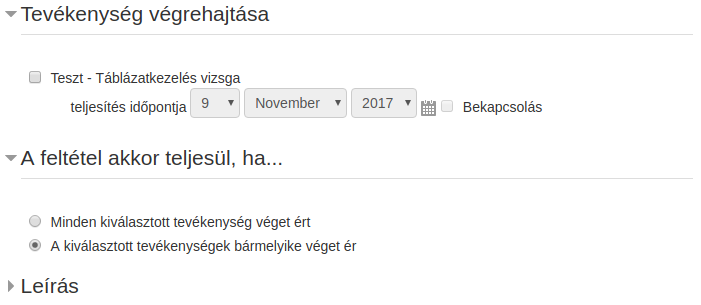 Tevékenység végrehajtása
Teszt - Táblázatkezelés vizsga
teljesítés időpontja 9 November 2017 Bekapcsolás
A feltétel akkor teljesül, ha...
Minden kiválasztott tevékenység véget ért
A kiválasztott tevékenységek bármelyike véget ér
Leírás